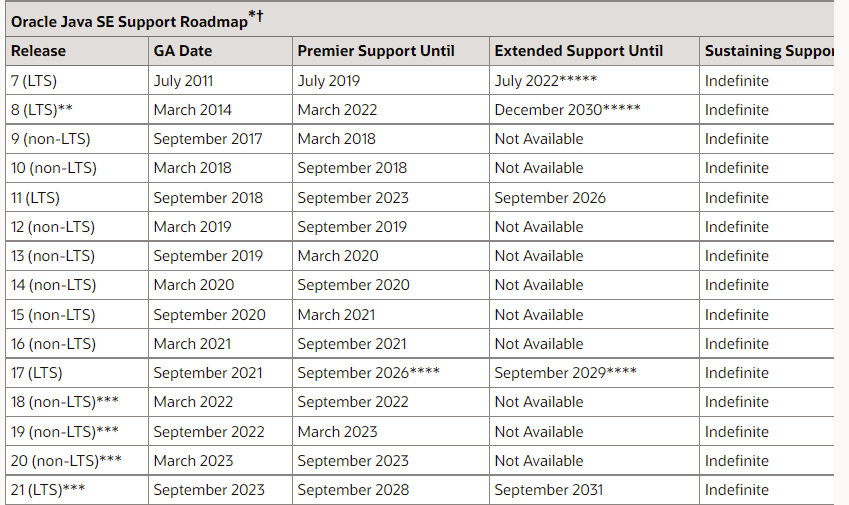 Oracle Java SE Support Roadmap*†
Release GA Date Premier Support Until Extended Support Until Sustaining Suppor
7 (LTS) July 2011 July 2019 July 2022***** Indefinite
8 (LTS)** March 2014 March 2022 December 2030***** Indefinite
9 (non-LTS) September 2017 March 2018 Not Available Indefinite
10 (non-LTS) March 2018 September 2018 Not Available Indefinite
11 (LTS) September 2018 September 2023 September 2026 Indefinite
12 (non-LTS) March 2019 September 2019 Not Available Indefinite
13 (non-LTS) September 2019 March 2020 Not Available Indefinite
14 (non-LTS) March 2020 September 2020 Not Available Indefinite
15 (non-LTS) September 2020 March 2021 Not Available Indefinite
16 (non-LTS) March 2021 September 2021 Not Available Indefinite
17 (LTS) September 2021 September 2026**** September 2029**** Indefinite
18 (non-LTS)*** March 2022 September 2022 Not Available Indefinite
19 (non-LTS)*** September 2022 March 2023 Not Available Indefinite
20 (non-LTS)*** March 2023 September 2023 Not Available Indefinite
21 (LTS)*** September 2023 September 2028 September 2031 Indefinite